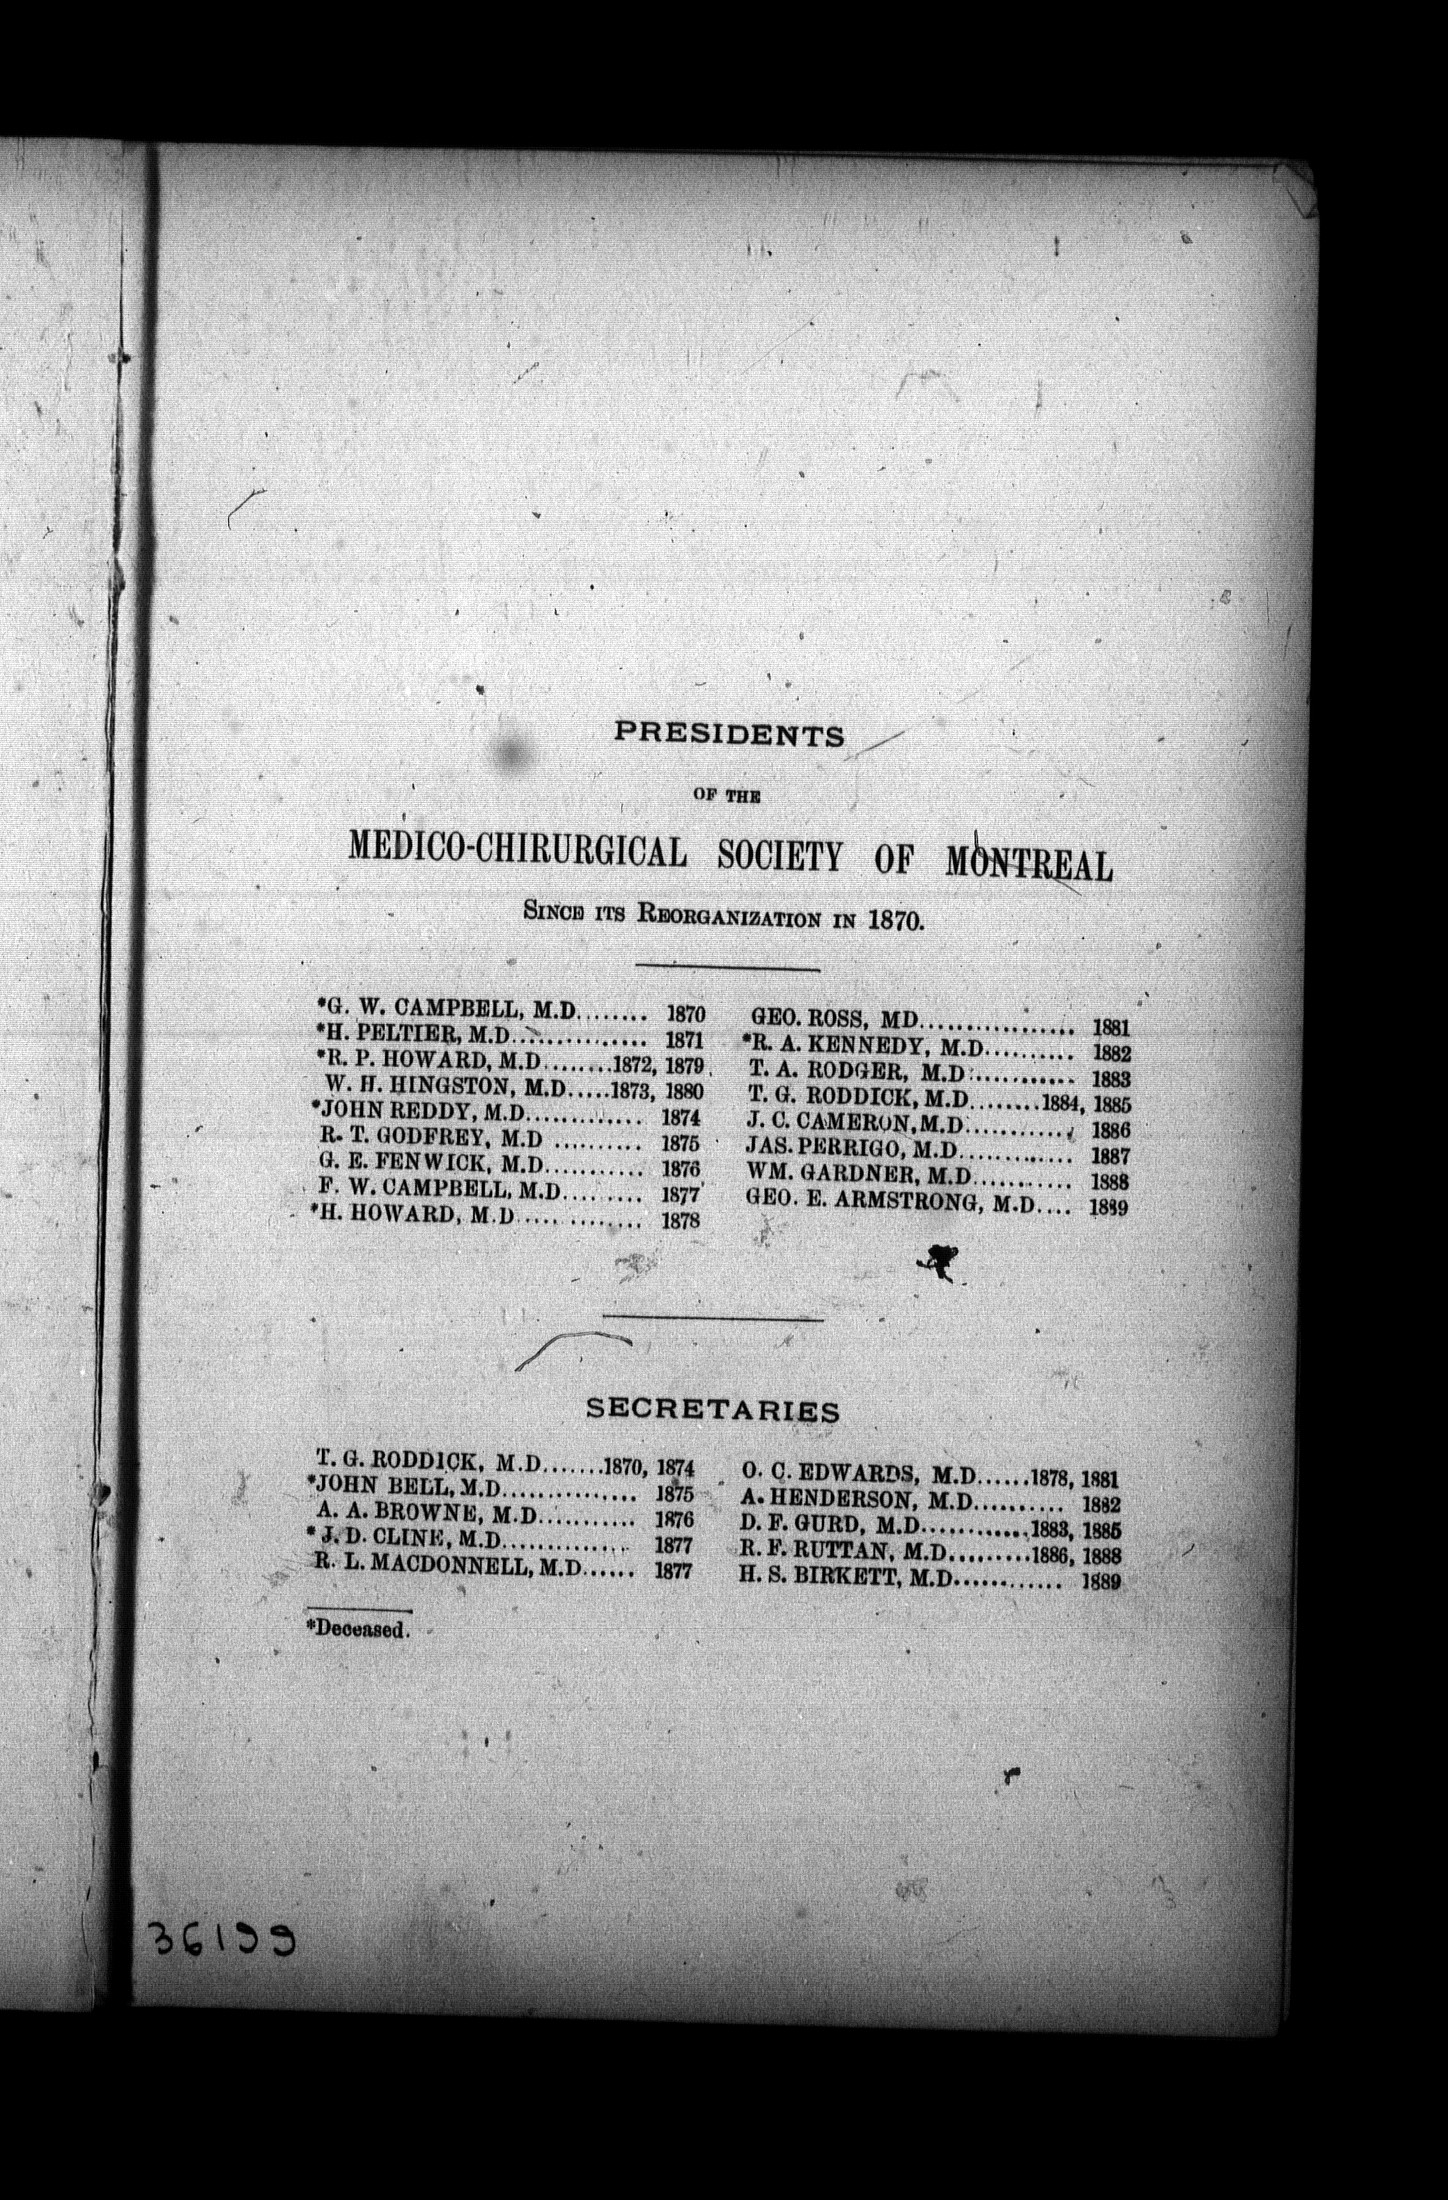 PRESIDENTS
OF THE
MEDICO-CHIRURGICAL SOCIETY OF MONTREAL
SINCE ITS REORGANIZATION IN 1870.
*G. W. CAMPBELL, M.D........ 1870
*H. PELTIER, M.D............... 1871
*R. P. HOWARD, M.D........1872, 1879
W. H. HINGSTON, M.D.....1873, 1880
*JOHN REDDY, M.D............. 1874
R. T. GODFREY, M.D .......... 1875
G. E. FENWICK, M.D........... 1876
F. W. CAMPBELL, M.D......... 1877
*H. HOWARD, M.D.............. 1878
GEO. ROSS, MD................. 1881
*R. A. KENNEDY, M.D.......... 1882
T. A. RODGER, M.D............ 1883
T. G. RODDICK, M.D........1884, 1885
J. C. CAMERON, M.D............ 1886
JAS. PERRIGO, M.D............. 1887
WM. GARDNER, M.D........... 1888
GEO. E. ARMSTRONG, M.D.... 1889
SECRETARIES
T. G. RODDICK, M.D.......1870, 1874
*JOHN BELL, M.D............... 1875
A. A. BROWNE, M.D........... 1876
* J. D. CLINE, M.D.............. 1877
R. L. MACDONNELL, M.D...... 1877
O. C. EDWARDS, M.D......1878, 1881
A. HENDERSON, M.D.......... 1882
D. F. GURD, M.D............1883, 1885
R. F. RUTTAN, M.D.........1886, 1888
H. S. BIRKETT, M.D............ 1889
*Deceased.
36199